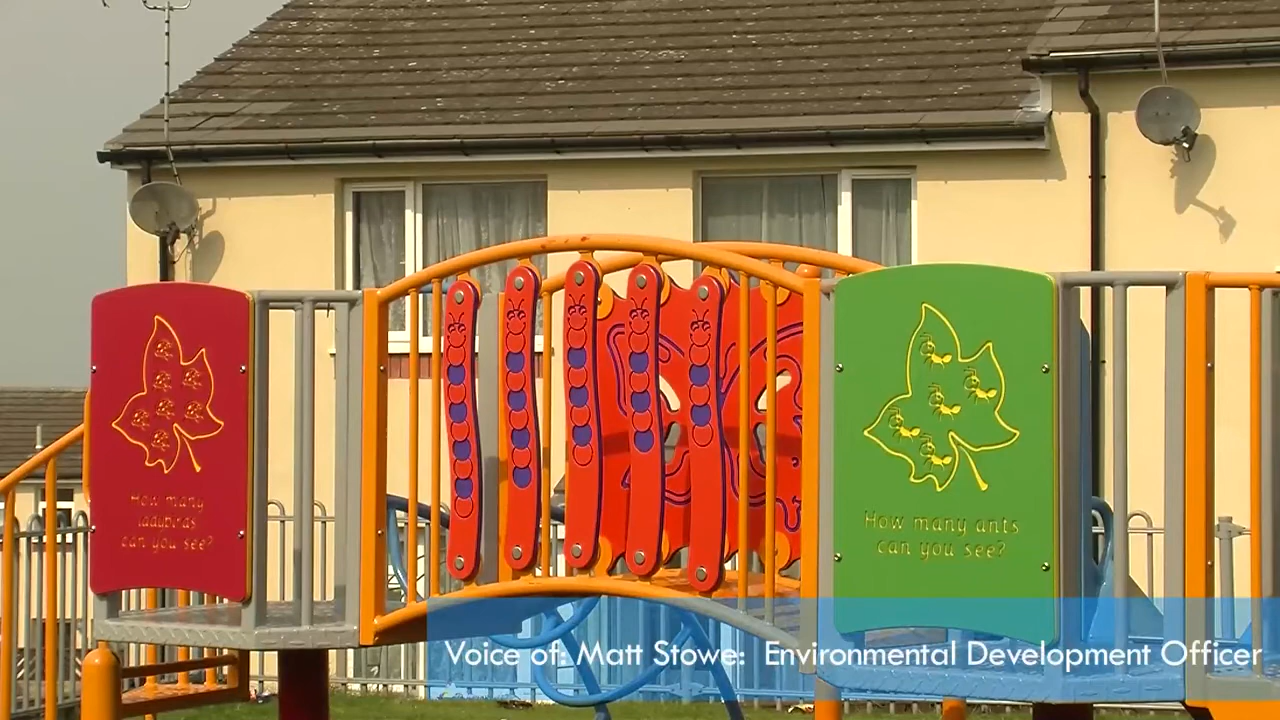 How many
ladybirds
can you see?
How many ants
can you see?
Voice of: Matt Stowe: Environmental Development Officer